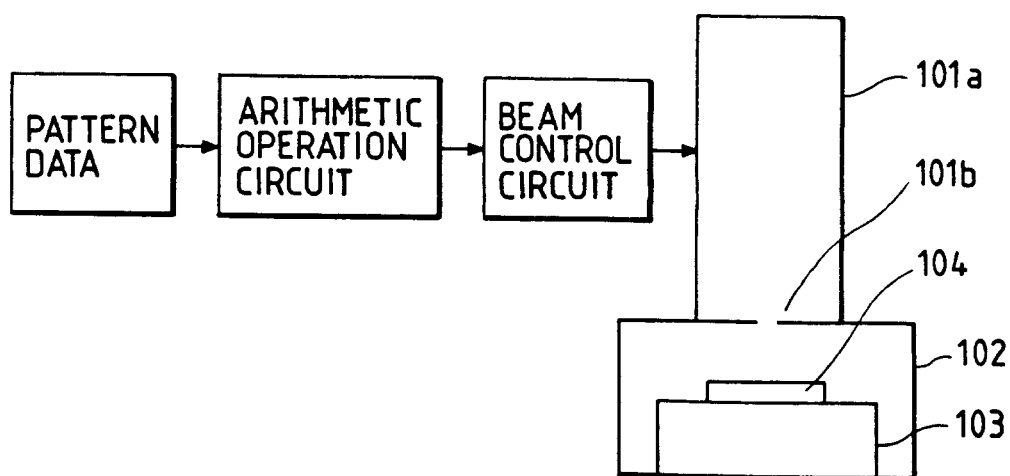 PATTERN
DATA
ARITHMETIC
OPERATION
CIRCUIT
BEAM
CONTROL
CIRCUIT
101a
101b
104
102
103